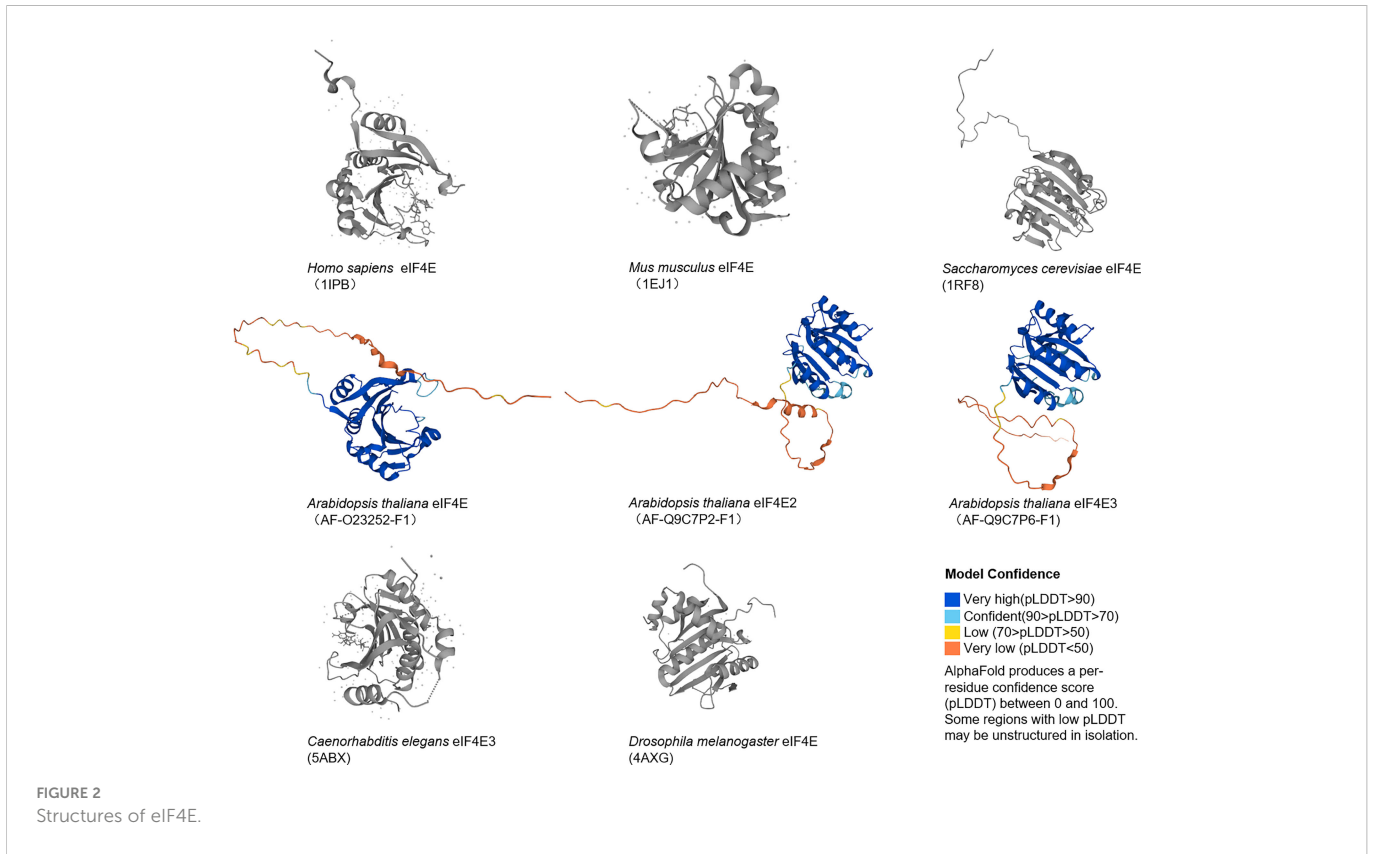 Homo sapiens eIF4E
（1IPB）
Mus musculus eIF4E
（1EJ1）
Saccharomyces cerevisiae eIF4E
(1RF8)
Arabidopsis thaliana eIF4E
（AF-O23252-F1）
Arabidopsis thaliana eIF4E2
（AF-Q9C7P2-F1）
Arabidopsis thaliana eIF4E3
（AF-Q9C7P6-F1)
Caenorhabditis elegans eIF4E3
(5ABX)
Drosophila melanogaster eIF4E
(4AXG)
Model Confidence
Very high(pLDDT>90)
Confident(90>pLDDT>70)
Low (70>pLDDT>50)
Very low (pLDDT<50)
AlphaFold produces a per-
residue confidence score
(pLDDT) between 0 and 100.
Some regions with low pLDDT
may be unstructured in isolation.
FIGURE 2
Structures of eIF4E.